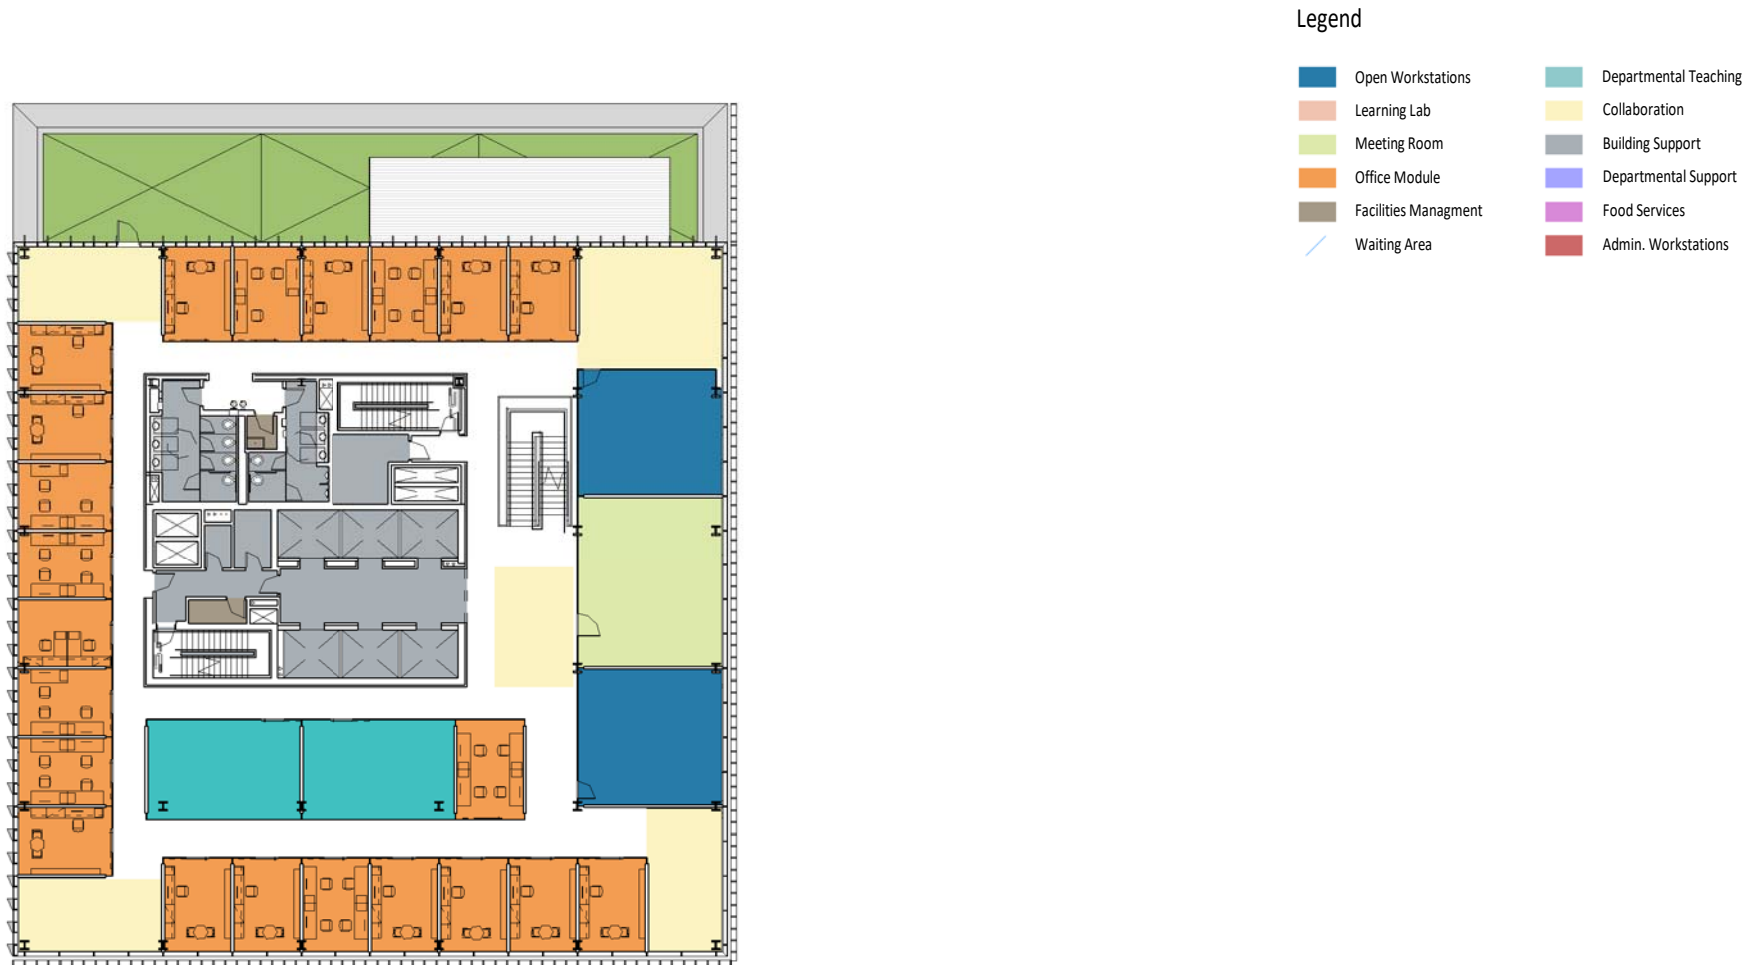 Legend
Open Workstations
Departmental Teaching
Learning Lab
Collaboration
Meeting Room
Building Support
Office Module
Departmental Support
Facilities Managment
Food Services
Waiting Area
Admin. Workstations